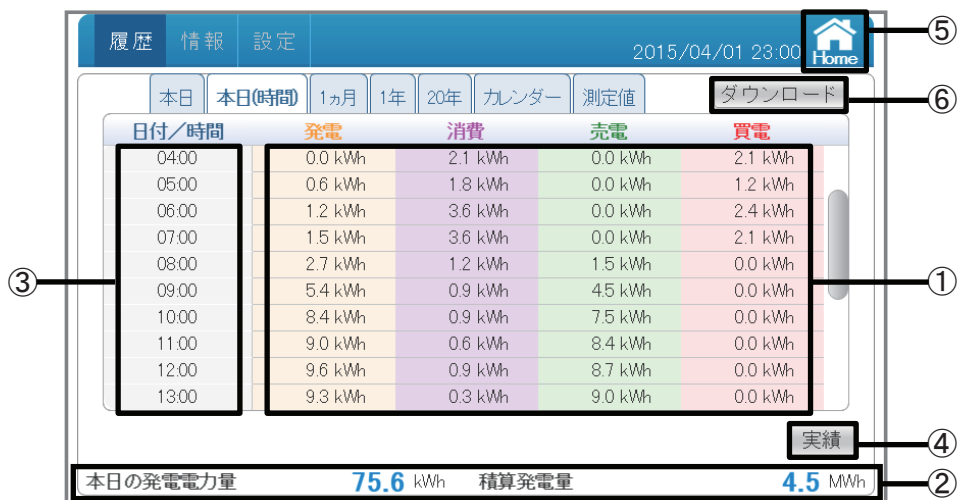 履歴 情報 設定
2015/04/01 23:00 Home ⑤
本日 本日(時間) 1ヵ月 1年 20年 カレンダー 測定値 ダウンロード ⑥
日付/時間 発電 消費 売電 買電
04:00 0.0 kWh 2.1 kWh 0.0 kWh 2.1 kWh
05:00 0.6 kWh 1.8 kWh 0.0 kWh 1.2 kWh
06:00 1.2 kWh 3.6 kWh 0.0 kWh 2.4 kWh
07:00 1.5 kWh 3.6 kWh 0.0 kWh 2.1 kWh
08:00 2.7 kWh 1.2 kWh 1.5 kWh 0.0 kWh
③ 09:00 5.4 kWh 0.9 kWh 4.5 kWh 0.0 kWh ①
10:00 8.4 kWh 0.9 kWh 7.5 kWh 0.0 kWh
11:00 9.0 kWh 0.6 kWh 8.4 kWh 0.0 kWh
12:00 9.6 kWh 0.9 kWh 8.7 kWh 0.0 kWh
13:00 9.3 kWh 0.3 kWh 9.0 kWh 0.0 kWh
実績 ④
本日の発電電力量 75.6 kWh 積算発電量 4.5 MWh ②